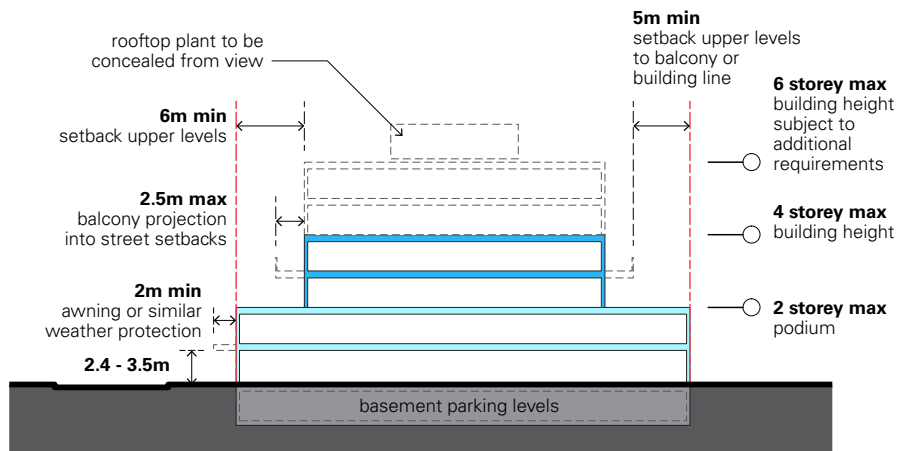 rooftop plant to be
concealed from view
5m min
setback upper levels
to balcony or
building line
6m min
setback upper levels
6 storey max
building height
subject to
additional
requirements
2.5m max
balcony projection
into street setbacks
4 storey max
building height
2m min
awning or similar
weather protection
2 storey max
podium
2.4 - 3.5m
basement parking levels